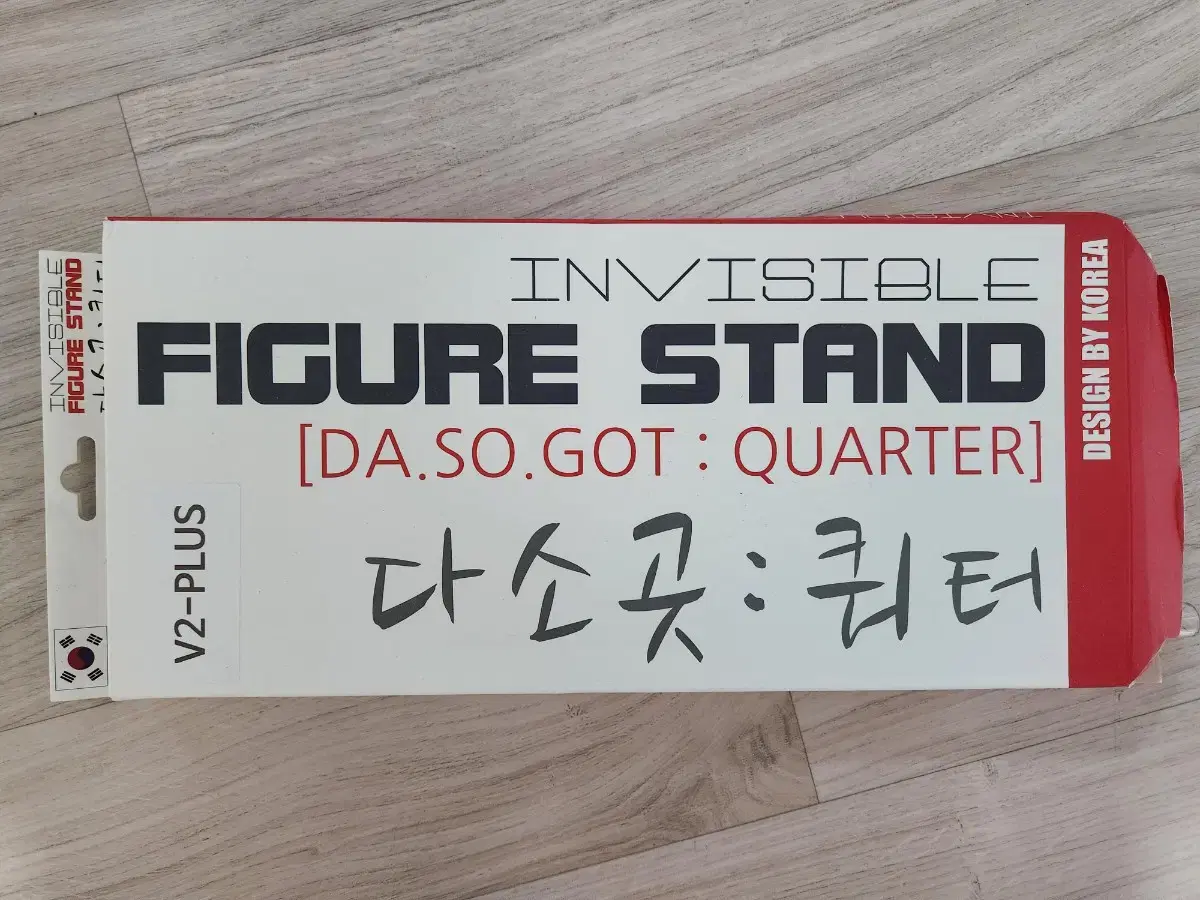 INVISIBLE
FIGURE STAND
[DA.SO.GOT : QUARTER]
다소곳 : 쿼터
V2-PLUS
DESIGN BY KOREA
INVISIBLE
FIGURE STAND